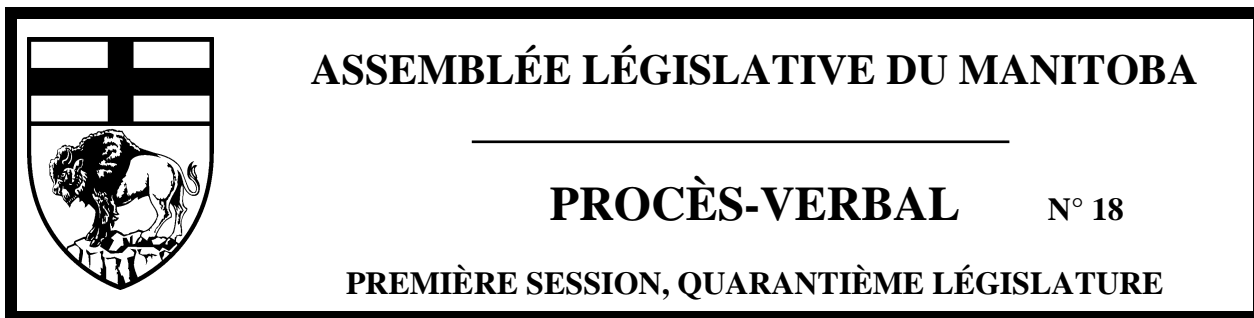 ASSEMBLÉE LÉGISLATIVE DU MANITOBA
PROCÈS-VERBAL N° 18
PREMIÈRE SESSION, QUARANTIÈME LÉGISLATURE